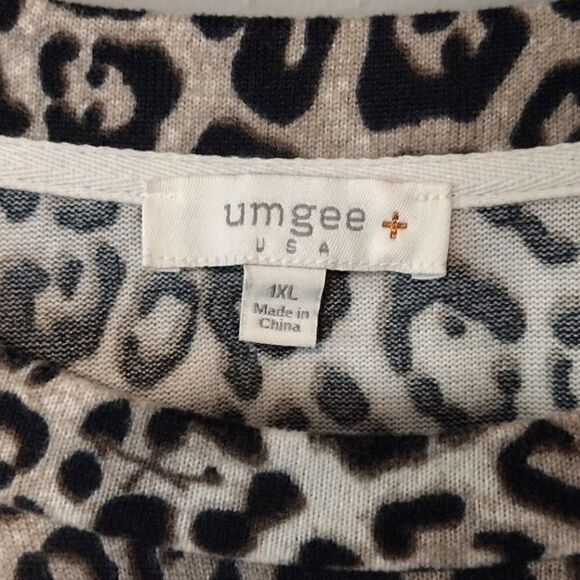 umgee +
USA
1XL
Made in
China